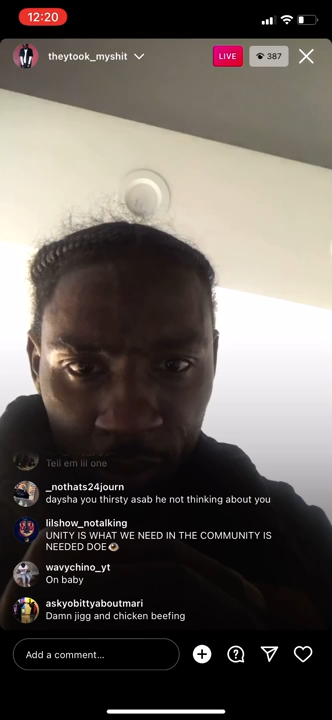 12:20
theytook_myshit
LIVE
387
Tell em lil one
_nothats24journ
daysha you thirsty asab he not thinking about you
lilshow_notalking
UNITY IS WHAT WE NEED IN THE COMMUNITY IS
NEEDED DOE
wavychino_yt
On baby
askyobittyaboutmari
Damn jigg and chicken beefing
Add a comment...